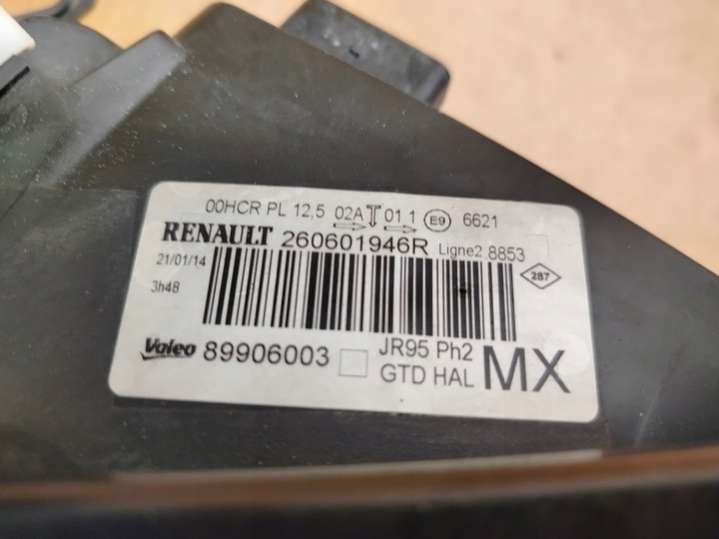 00HCR PL 12,5 02A T 01 1 E9 6621
RENAULT 260601946R Ligne2 8853
21/01/14
287
3h48
Valeo 89906003 JR95 Ph2
GTD HAL MX